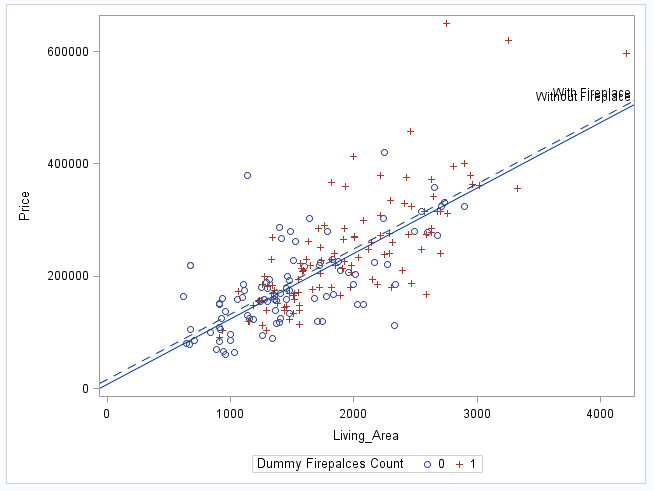 600000
With Fireplace
Without Fireplace
400000
Price
200000
0
0 1000 2000 3000 4000
Living_Area
Dummy Firepalces Count 0 1